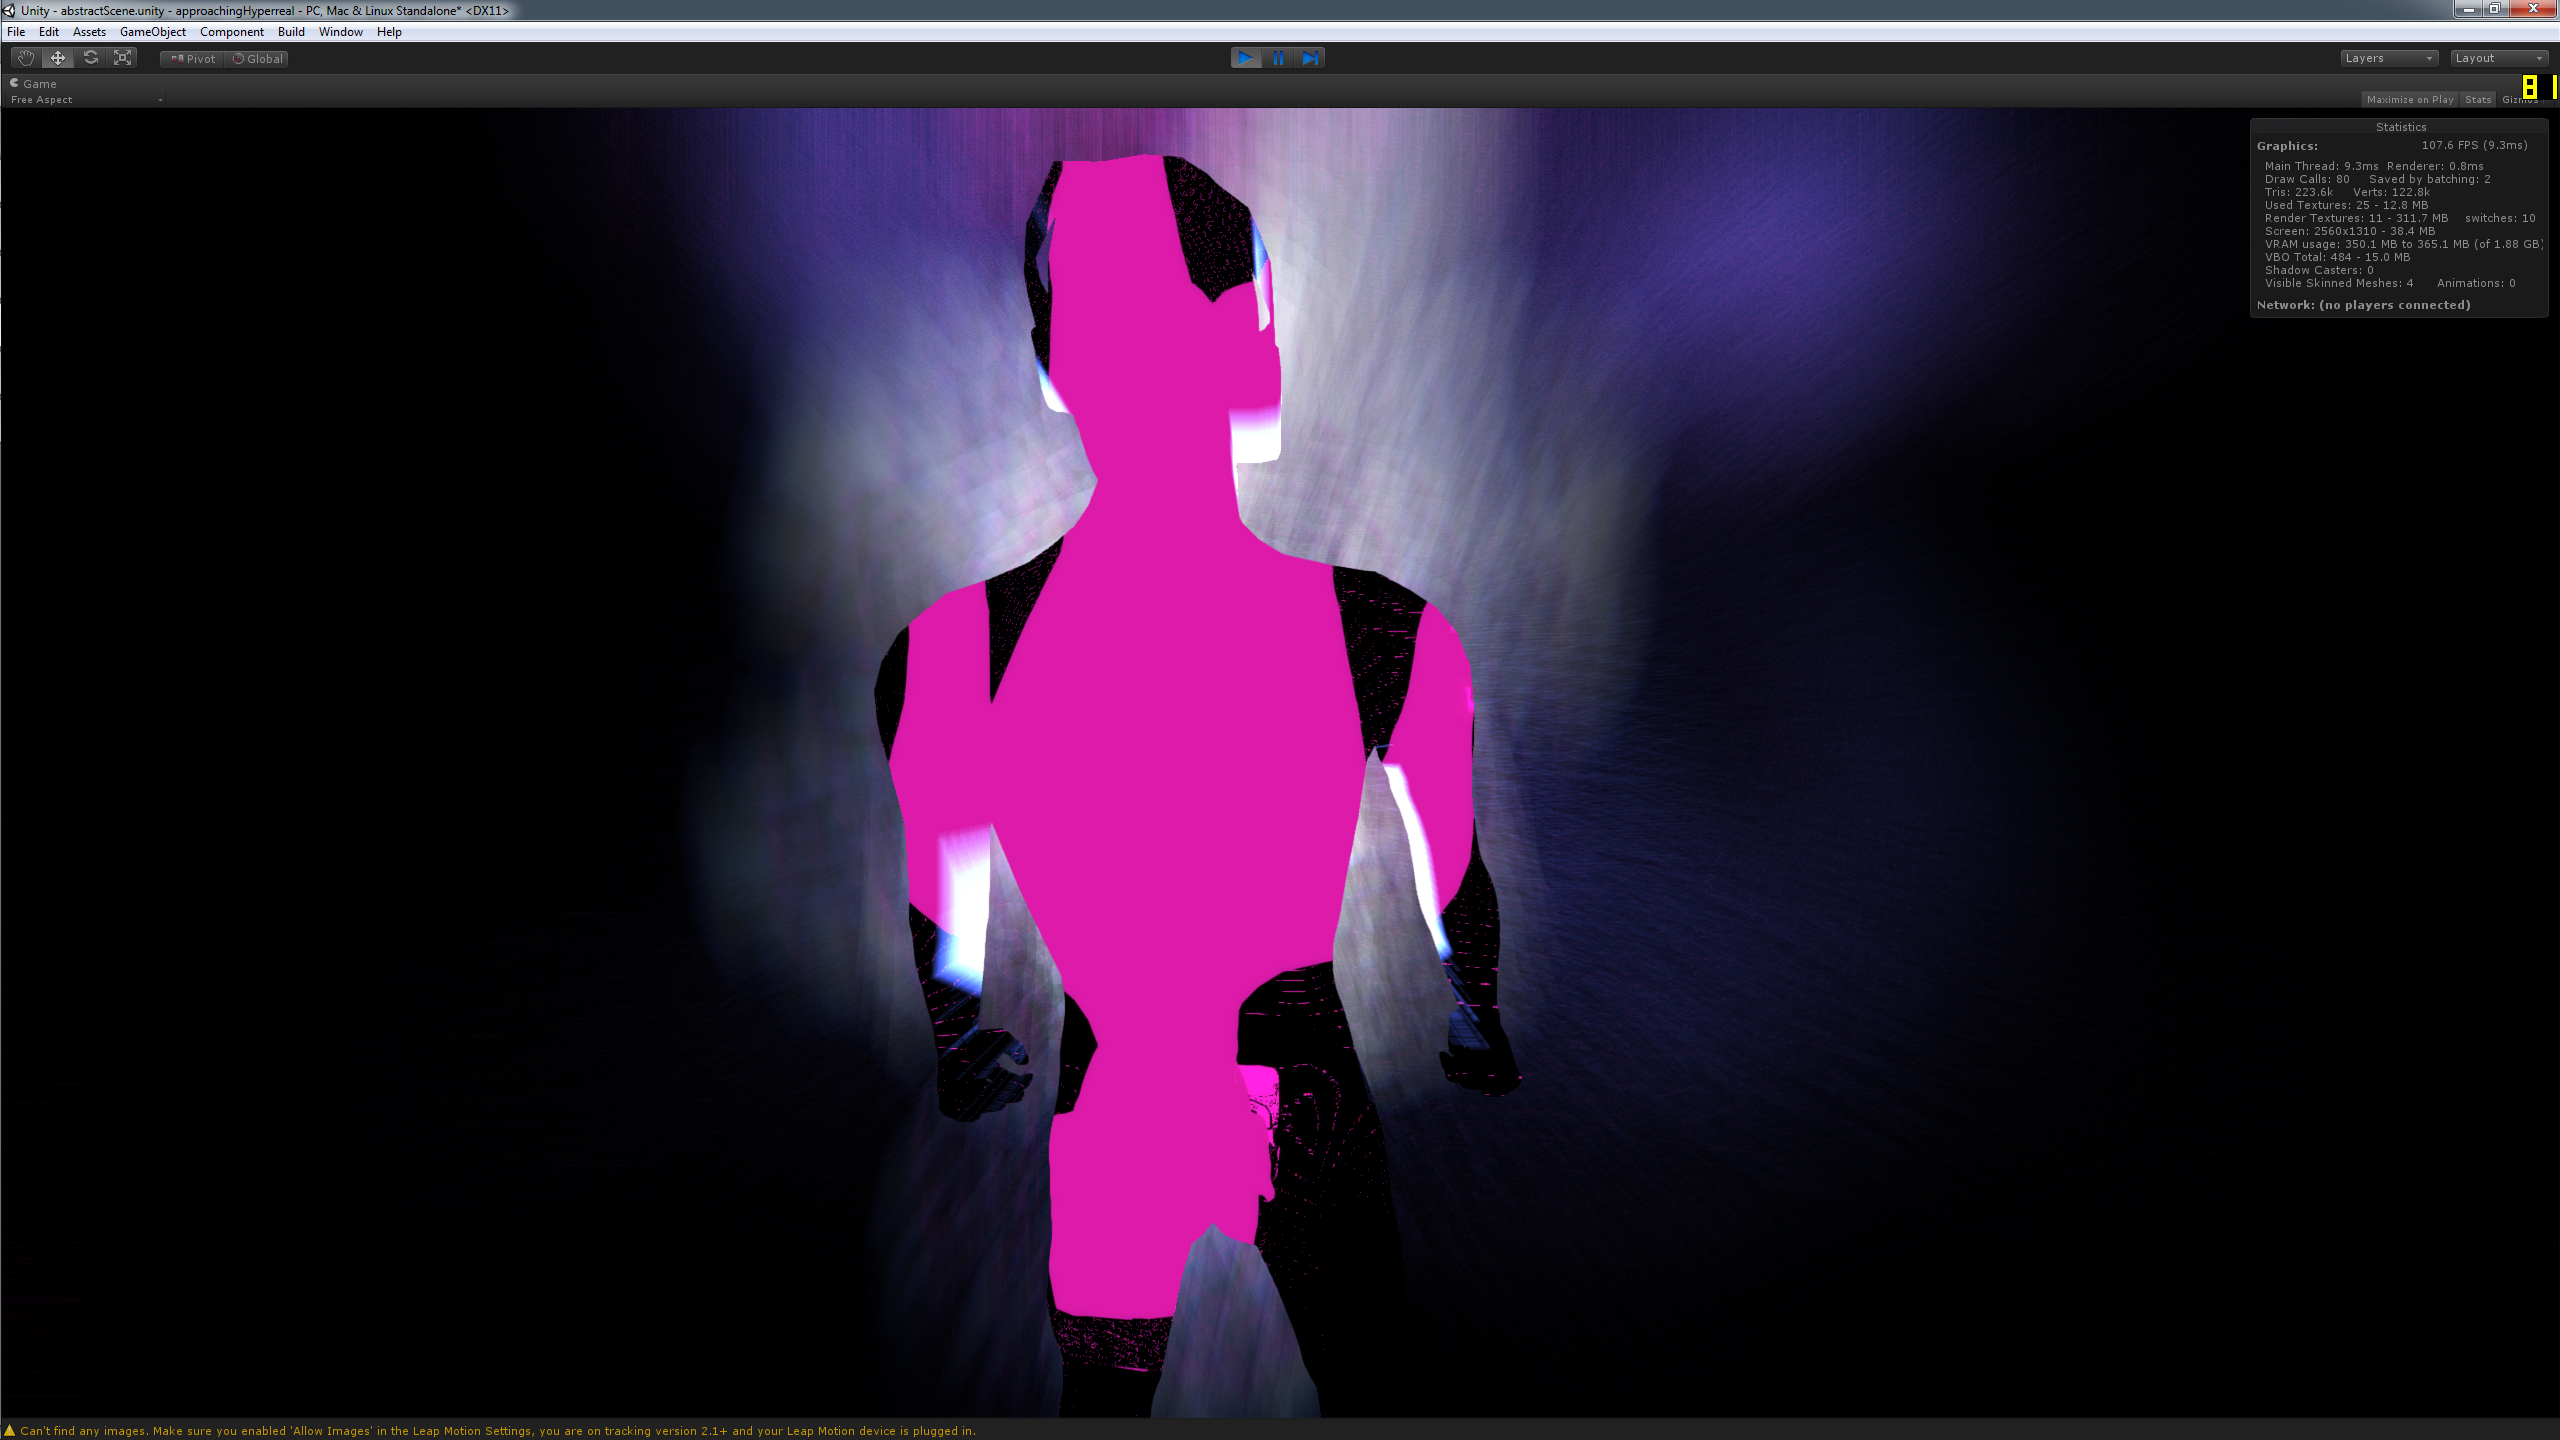 Unity - abstractScene.unity - approachingHyperreal - PC, Mac & Linux Standalone* <DX11>
File Edit Assets GameObject Component Build Window Help
Pivot Global Layers Layout
Game
Free Aspect Maximize on Play Stats
Statistics
Graphics: 107.6 FPS (9.3ms)
Main Thread: 9.3ms Renderer: 0.8ms
Draw Calls: 80 Saved by batching: 2
Tris: 223.6k Verts: 122.8k
Used Textures: 25 - 12.8 MB
Render Textures: 11 - 311.7 MB switches: 10
Screen: 2560x1310 - 38.4 MB
VRAM usage: 350.1 MB to 365.1 MB (of 1.88 GB)
VBO Total: 484 - 15.0 MB
Shadow Casters: 0
Visible Skinned Meshes: 4 Animations: 0
Network: (no players connected)
Can't find any images. Make sure you enabled 'Allow Images' in the Leap Motion Settings, you are on tracking version 2.1+ and your Leap Motion device is plugged in.